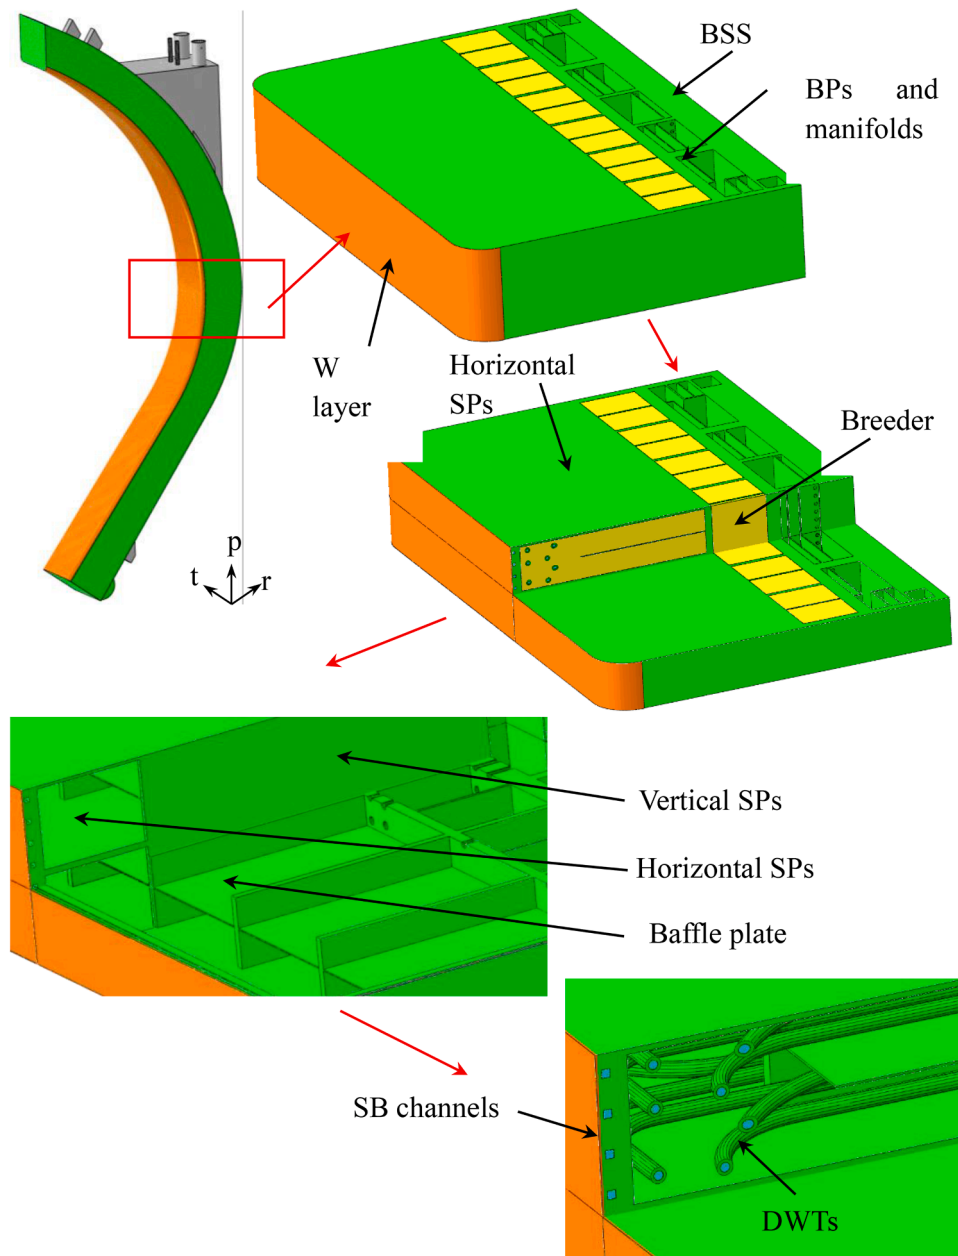 BSS
BPs and
manifolds
W
layer
Horizontal
SPs
Breeder
p
t
r
Vertical SPs
Horizontal SPs
Baffle plate
SB channels
DWTs